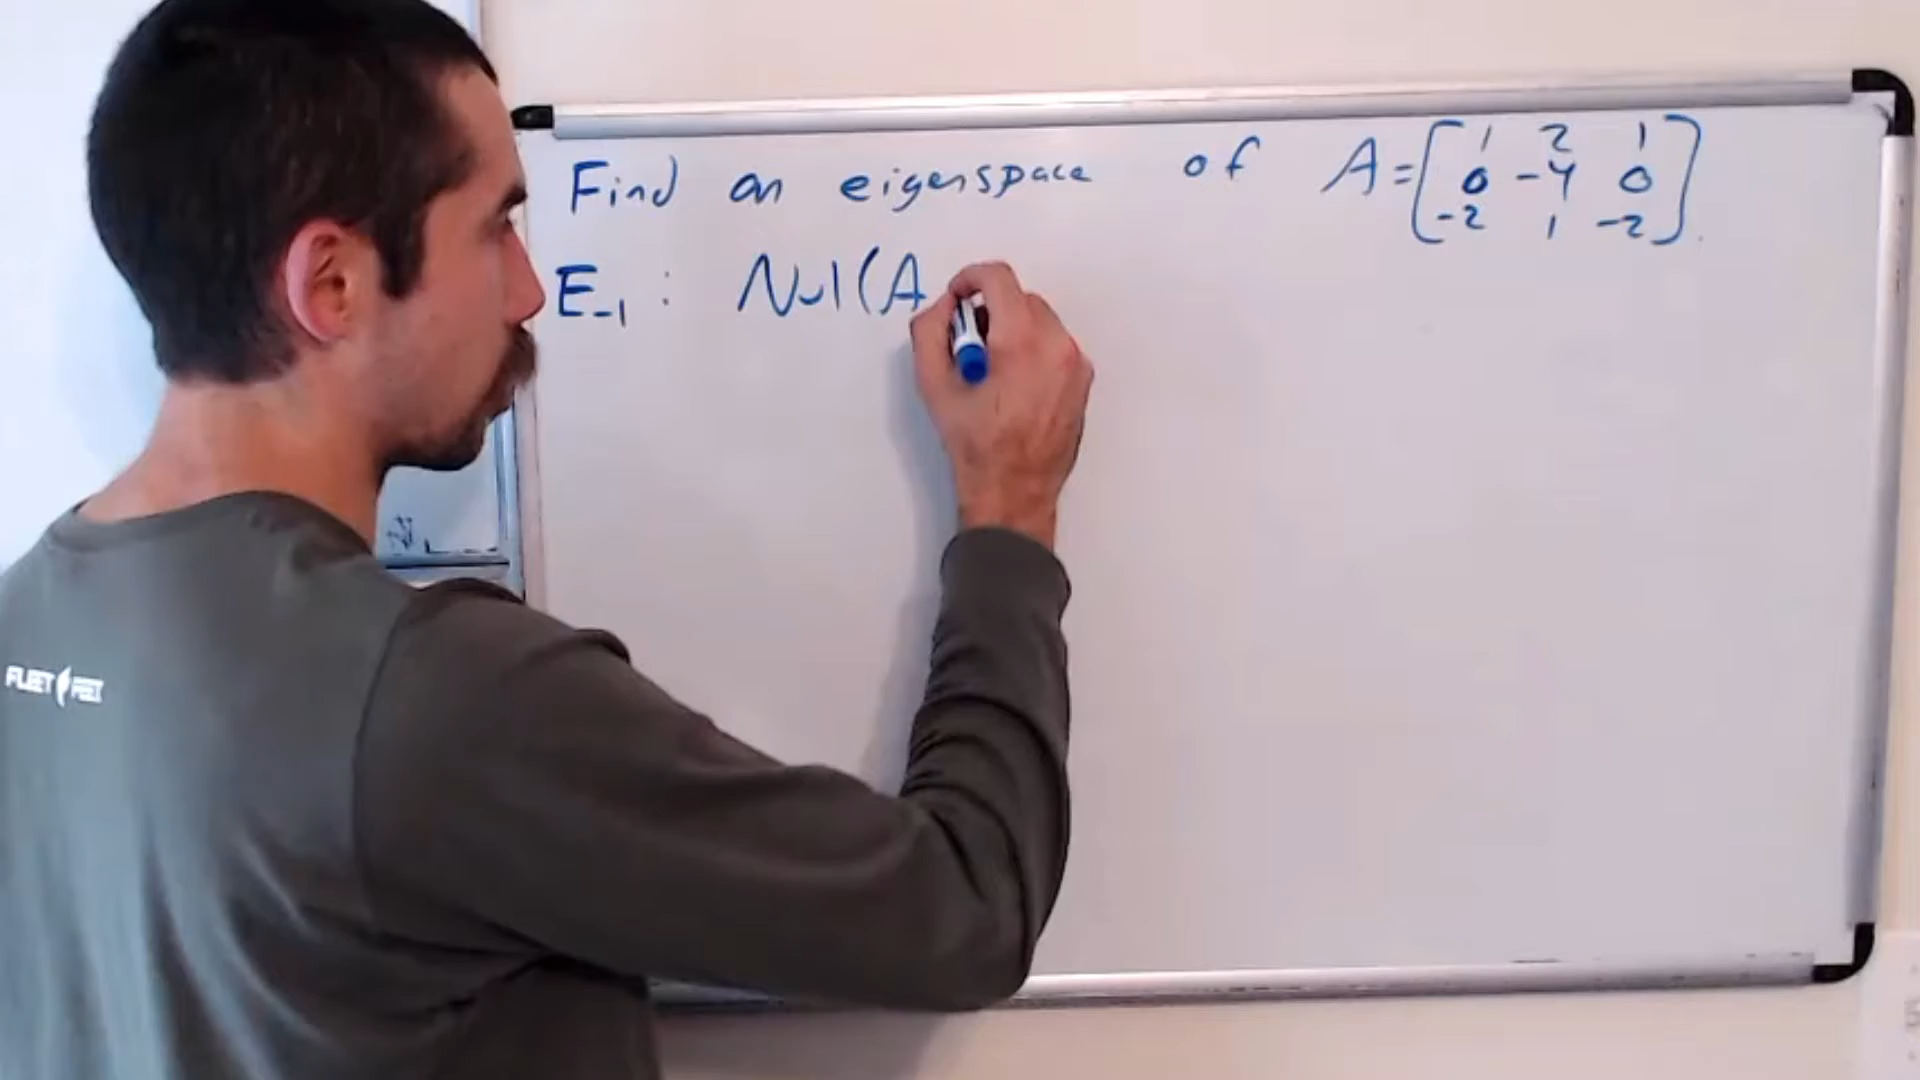 Find an eigenspace of A = [ 1 2 1
0 -4 0
-2 1 -2 ].
E₋₁ : Nul(A
FLEET FEET